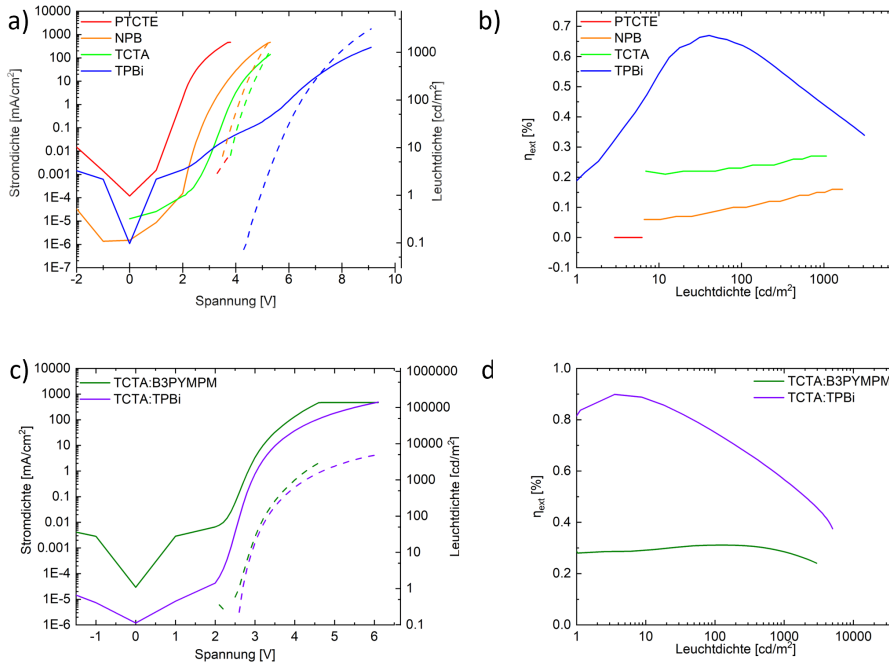 a)
PTCTE
NPB
TCTA
TPBi
10000
1000
100
10
1
0.1
0.01
0.001
1E-4
1E-5
1E-6
1E-7
Stromdichte [mA/cm²]
1000
100
10
1
0.1
Leuchtdichte [cd/m²]
-2
0
2
4
6
8
10
Spannung [V]
b)
PTCTE
NPB
TCTA
TPBi
0.7
0.6
0.5
0.4
0.3
0.2
0.1
0.0
-0.1
ηext [%]
1
10
100
1000
Leuchtdichte [cd/m²]
c)
TCTA:B3PYMPM
TCTA:TPBi
10000
1000
100
10
1
0.1
0.01
0.001
1E-4
1E-5
1E-6
Stromdichte [mA/cm²]
1000000
100000
10000
1000
100
10
1
0.1
Leuchtdichte [cd/m²]
-1
0
1
2
3
4
5
6
Spannung [V]
d
TCTA:B3PYMPM
TCTA:TPBi
1.0
0.8
0.6
0.4
0.2
0.0
ηext [%]
1
10
100
1000
10000
Leuchtdichte [cd/m²]